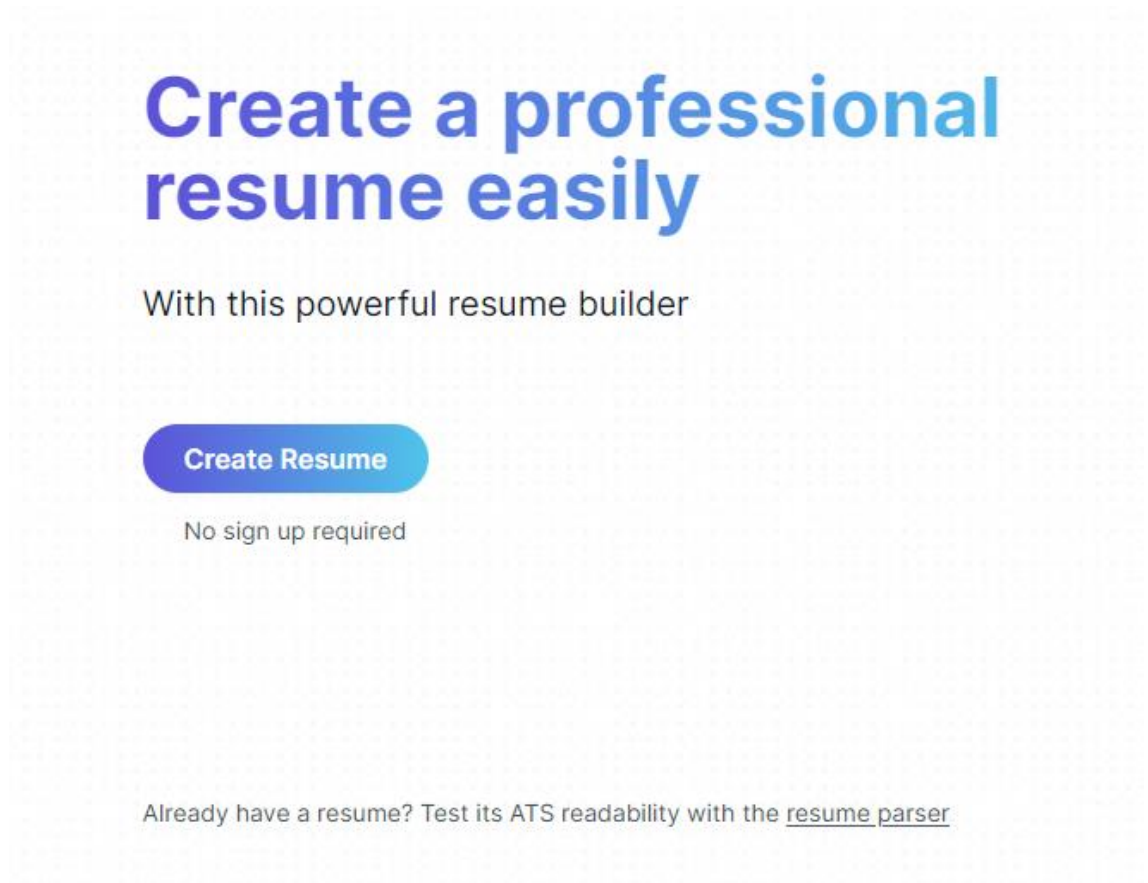 Create a professional
resume easily
With this powerful resume builder
Create Resume
No sign up required
Already have a resume? Test its ATS readability with the resume parser